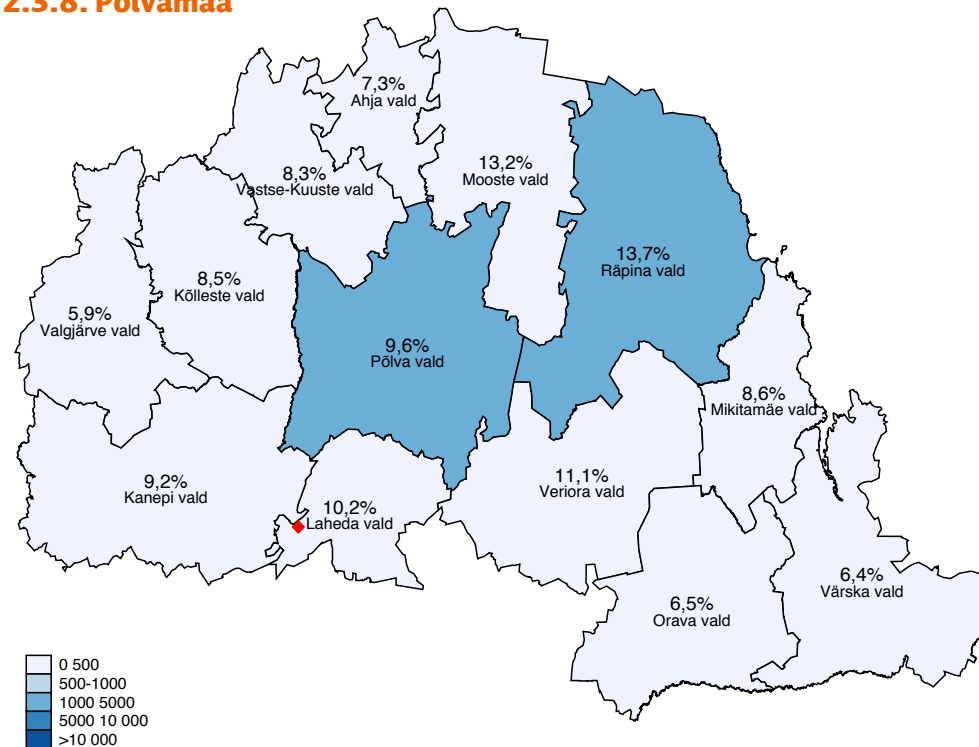 2.3.8. Põlvamaa
7,3%
Ahja vald
13,2%
Mooste vald
8,3%
Vastse-Kuuste vald
13,7%
Räpina vald
8,5%
Kõlleste vald
5,9%
Valgjärve vald
9,6%
Põlva vald
8,6%
Mikitamäe vald
9,2%
Kanepi vald
11,1%
Veriora vald
10,2%
Laheda vald
6,4%
Värska vald
6,5%
Orava vald
0 500
500-1000
1000 5000
5000 10 000
>10 000